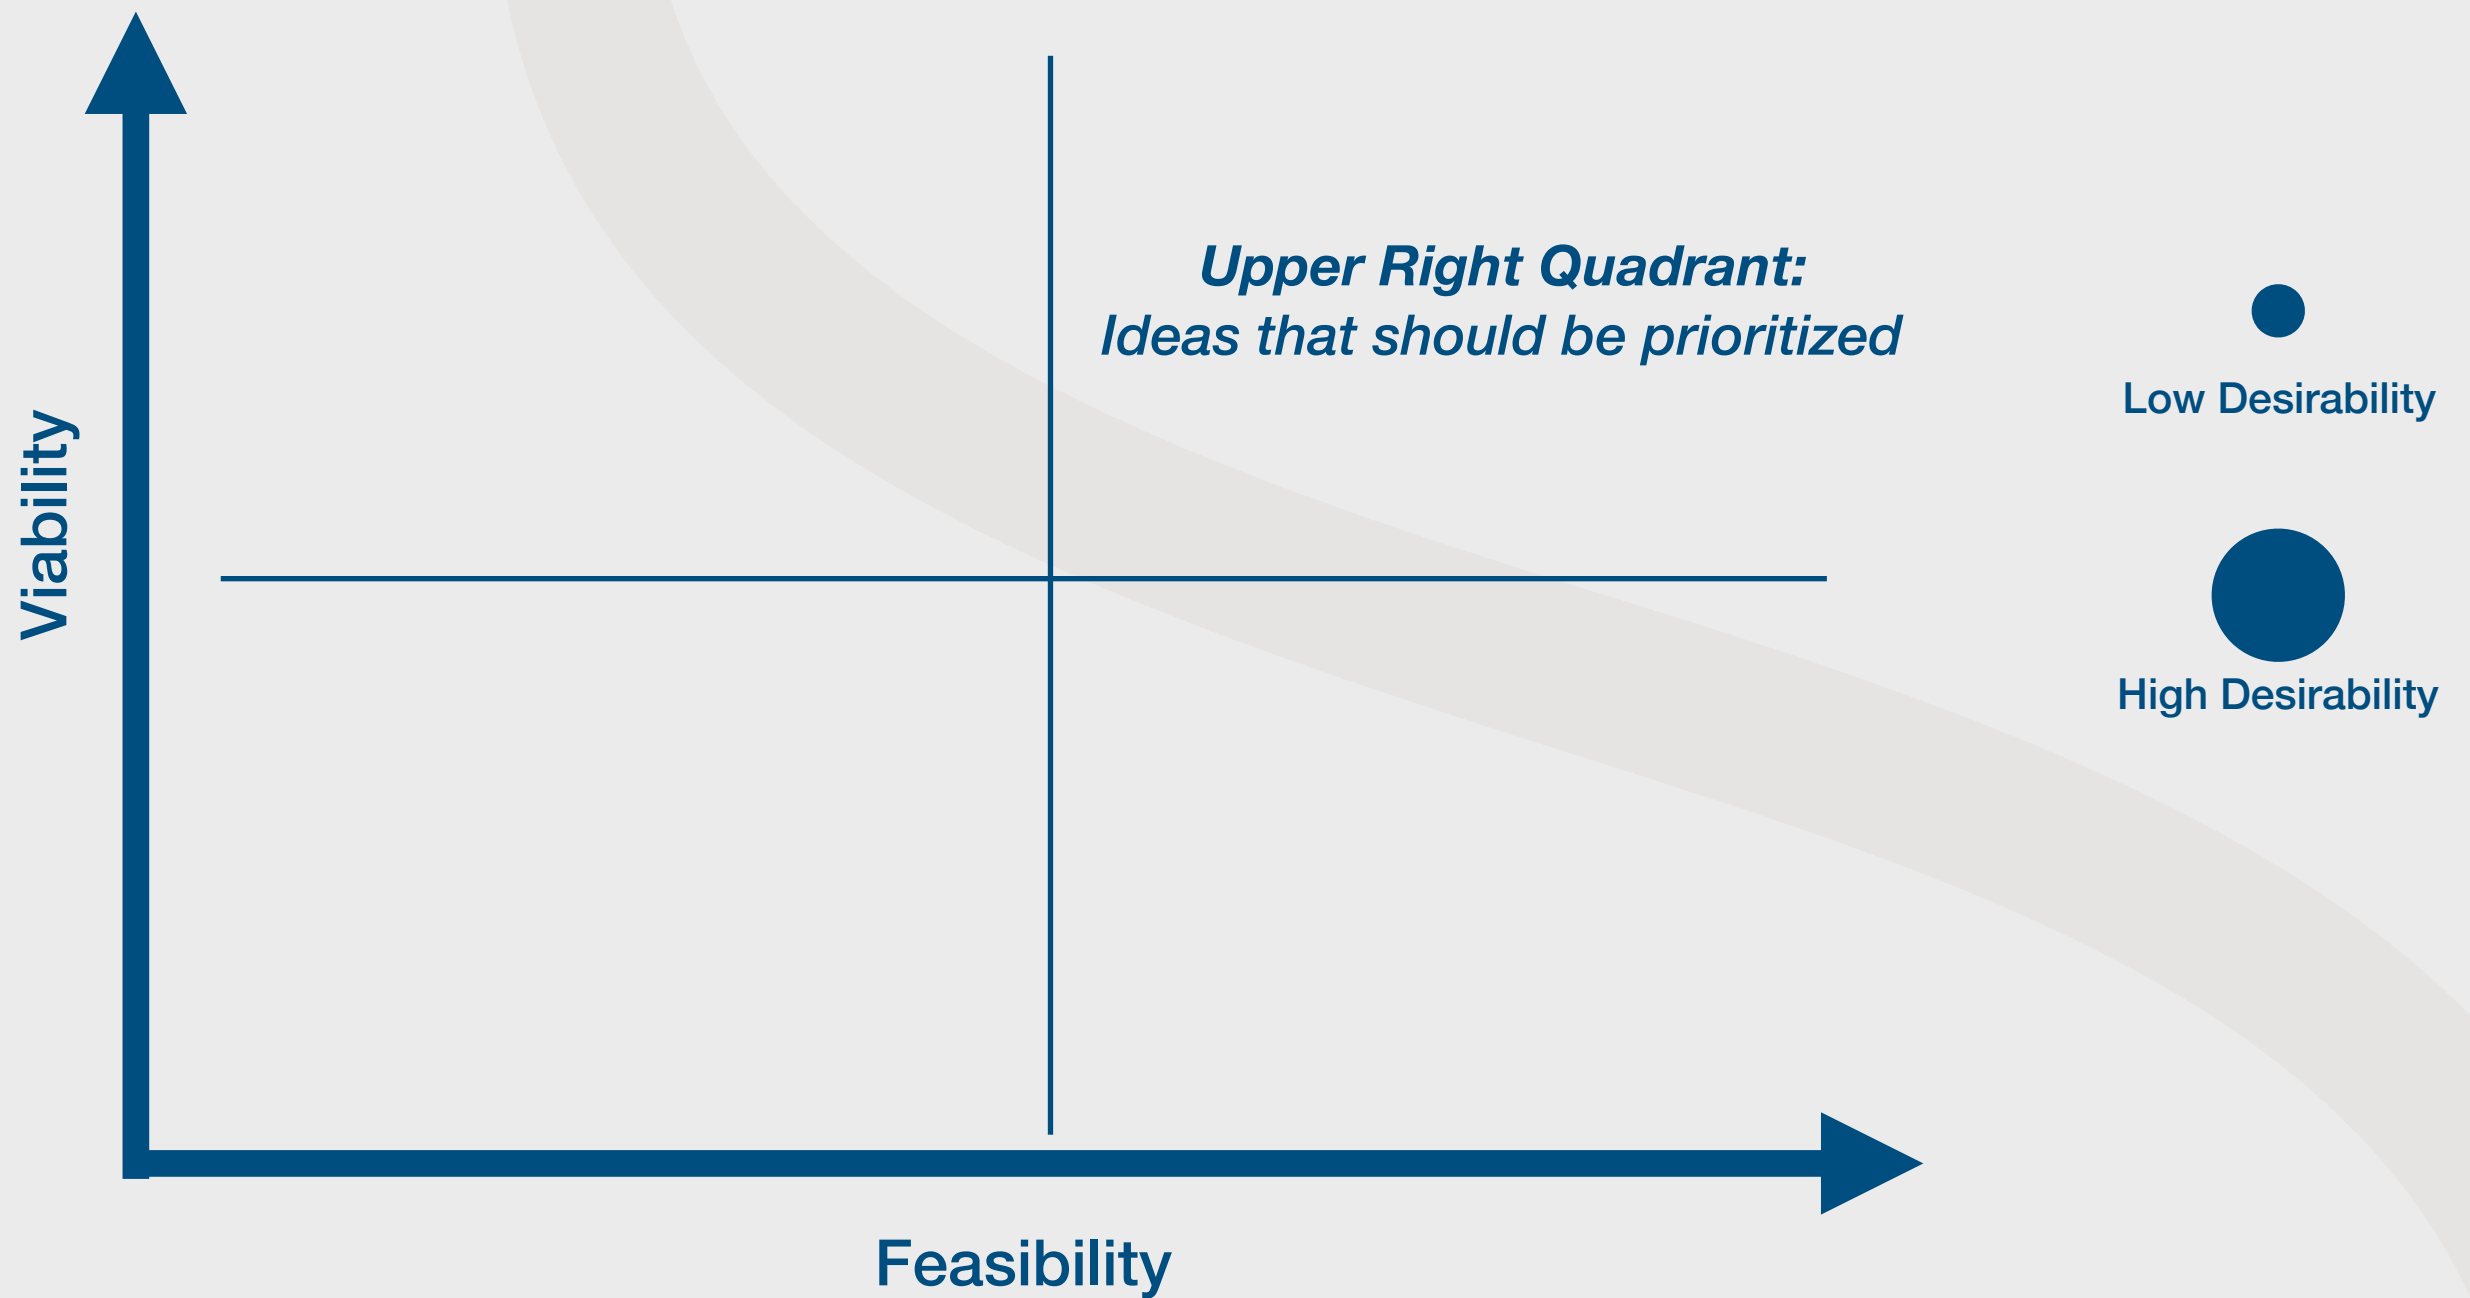 Upper Right Quadrant:
Ideas that should be prioritized
Low Desirability
Viability
High Desirability
Feasibility